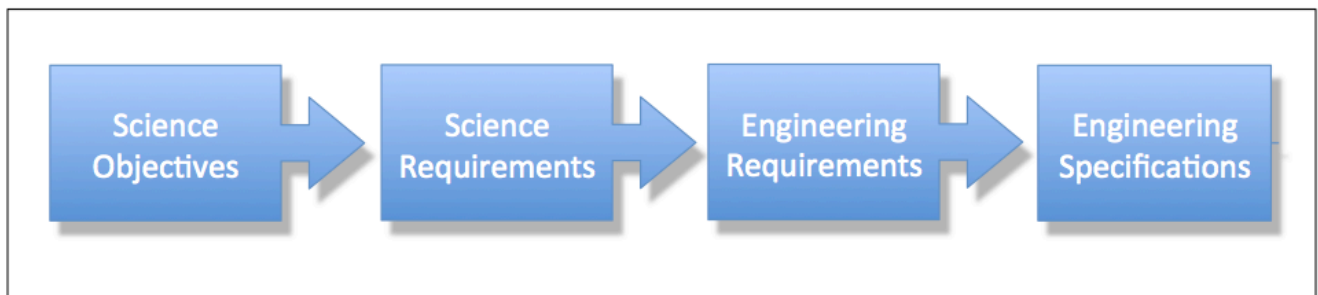 Science
Objectives
Science
Requirements
Engineering
Requirements
Engineering
Specifications